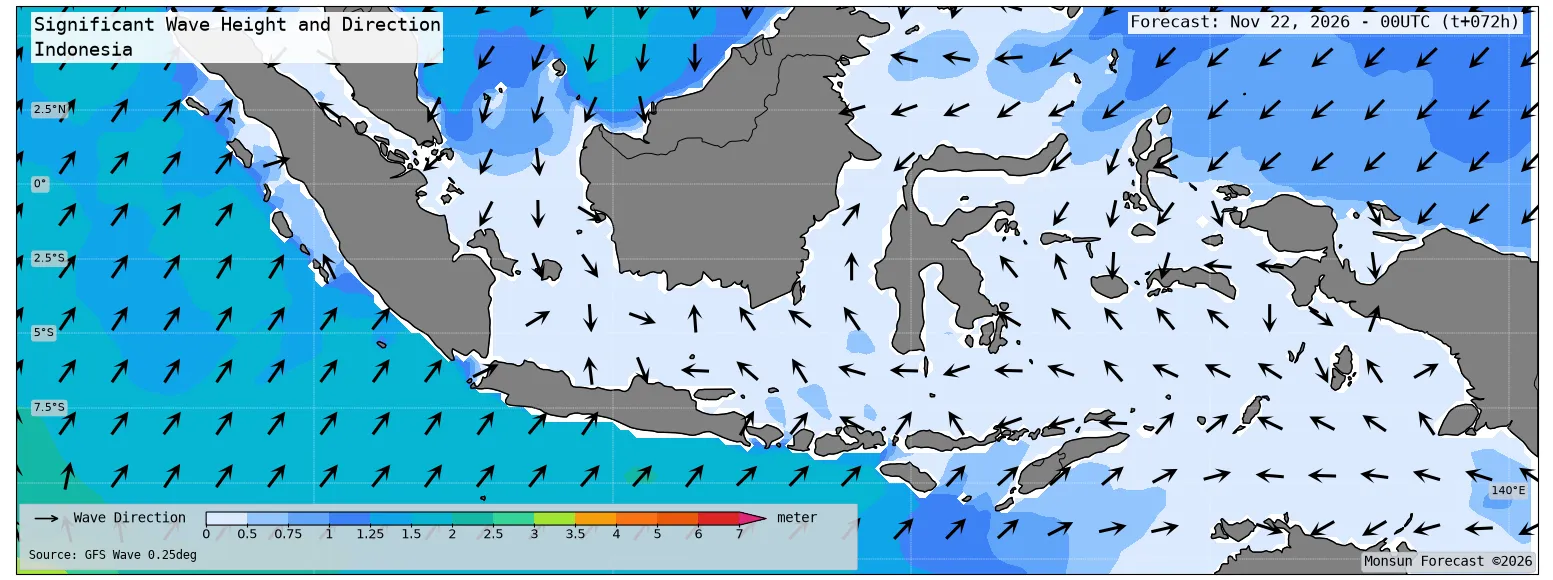 Significant Wave Height and Direction
Indonesia
Forecast: Nov 22, 2026 - 00UTC (t+072h)
2.5°N
0°
2.5°S
5°S
7.5°S
140°E
Wave Direction
0 0.5 0.75 1 1.25 1.5 2 2.5 3 3.5 4 5 6 7
meter
Source: GFS Wave 0.25deg
Monsun Forecast ©2026